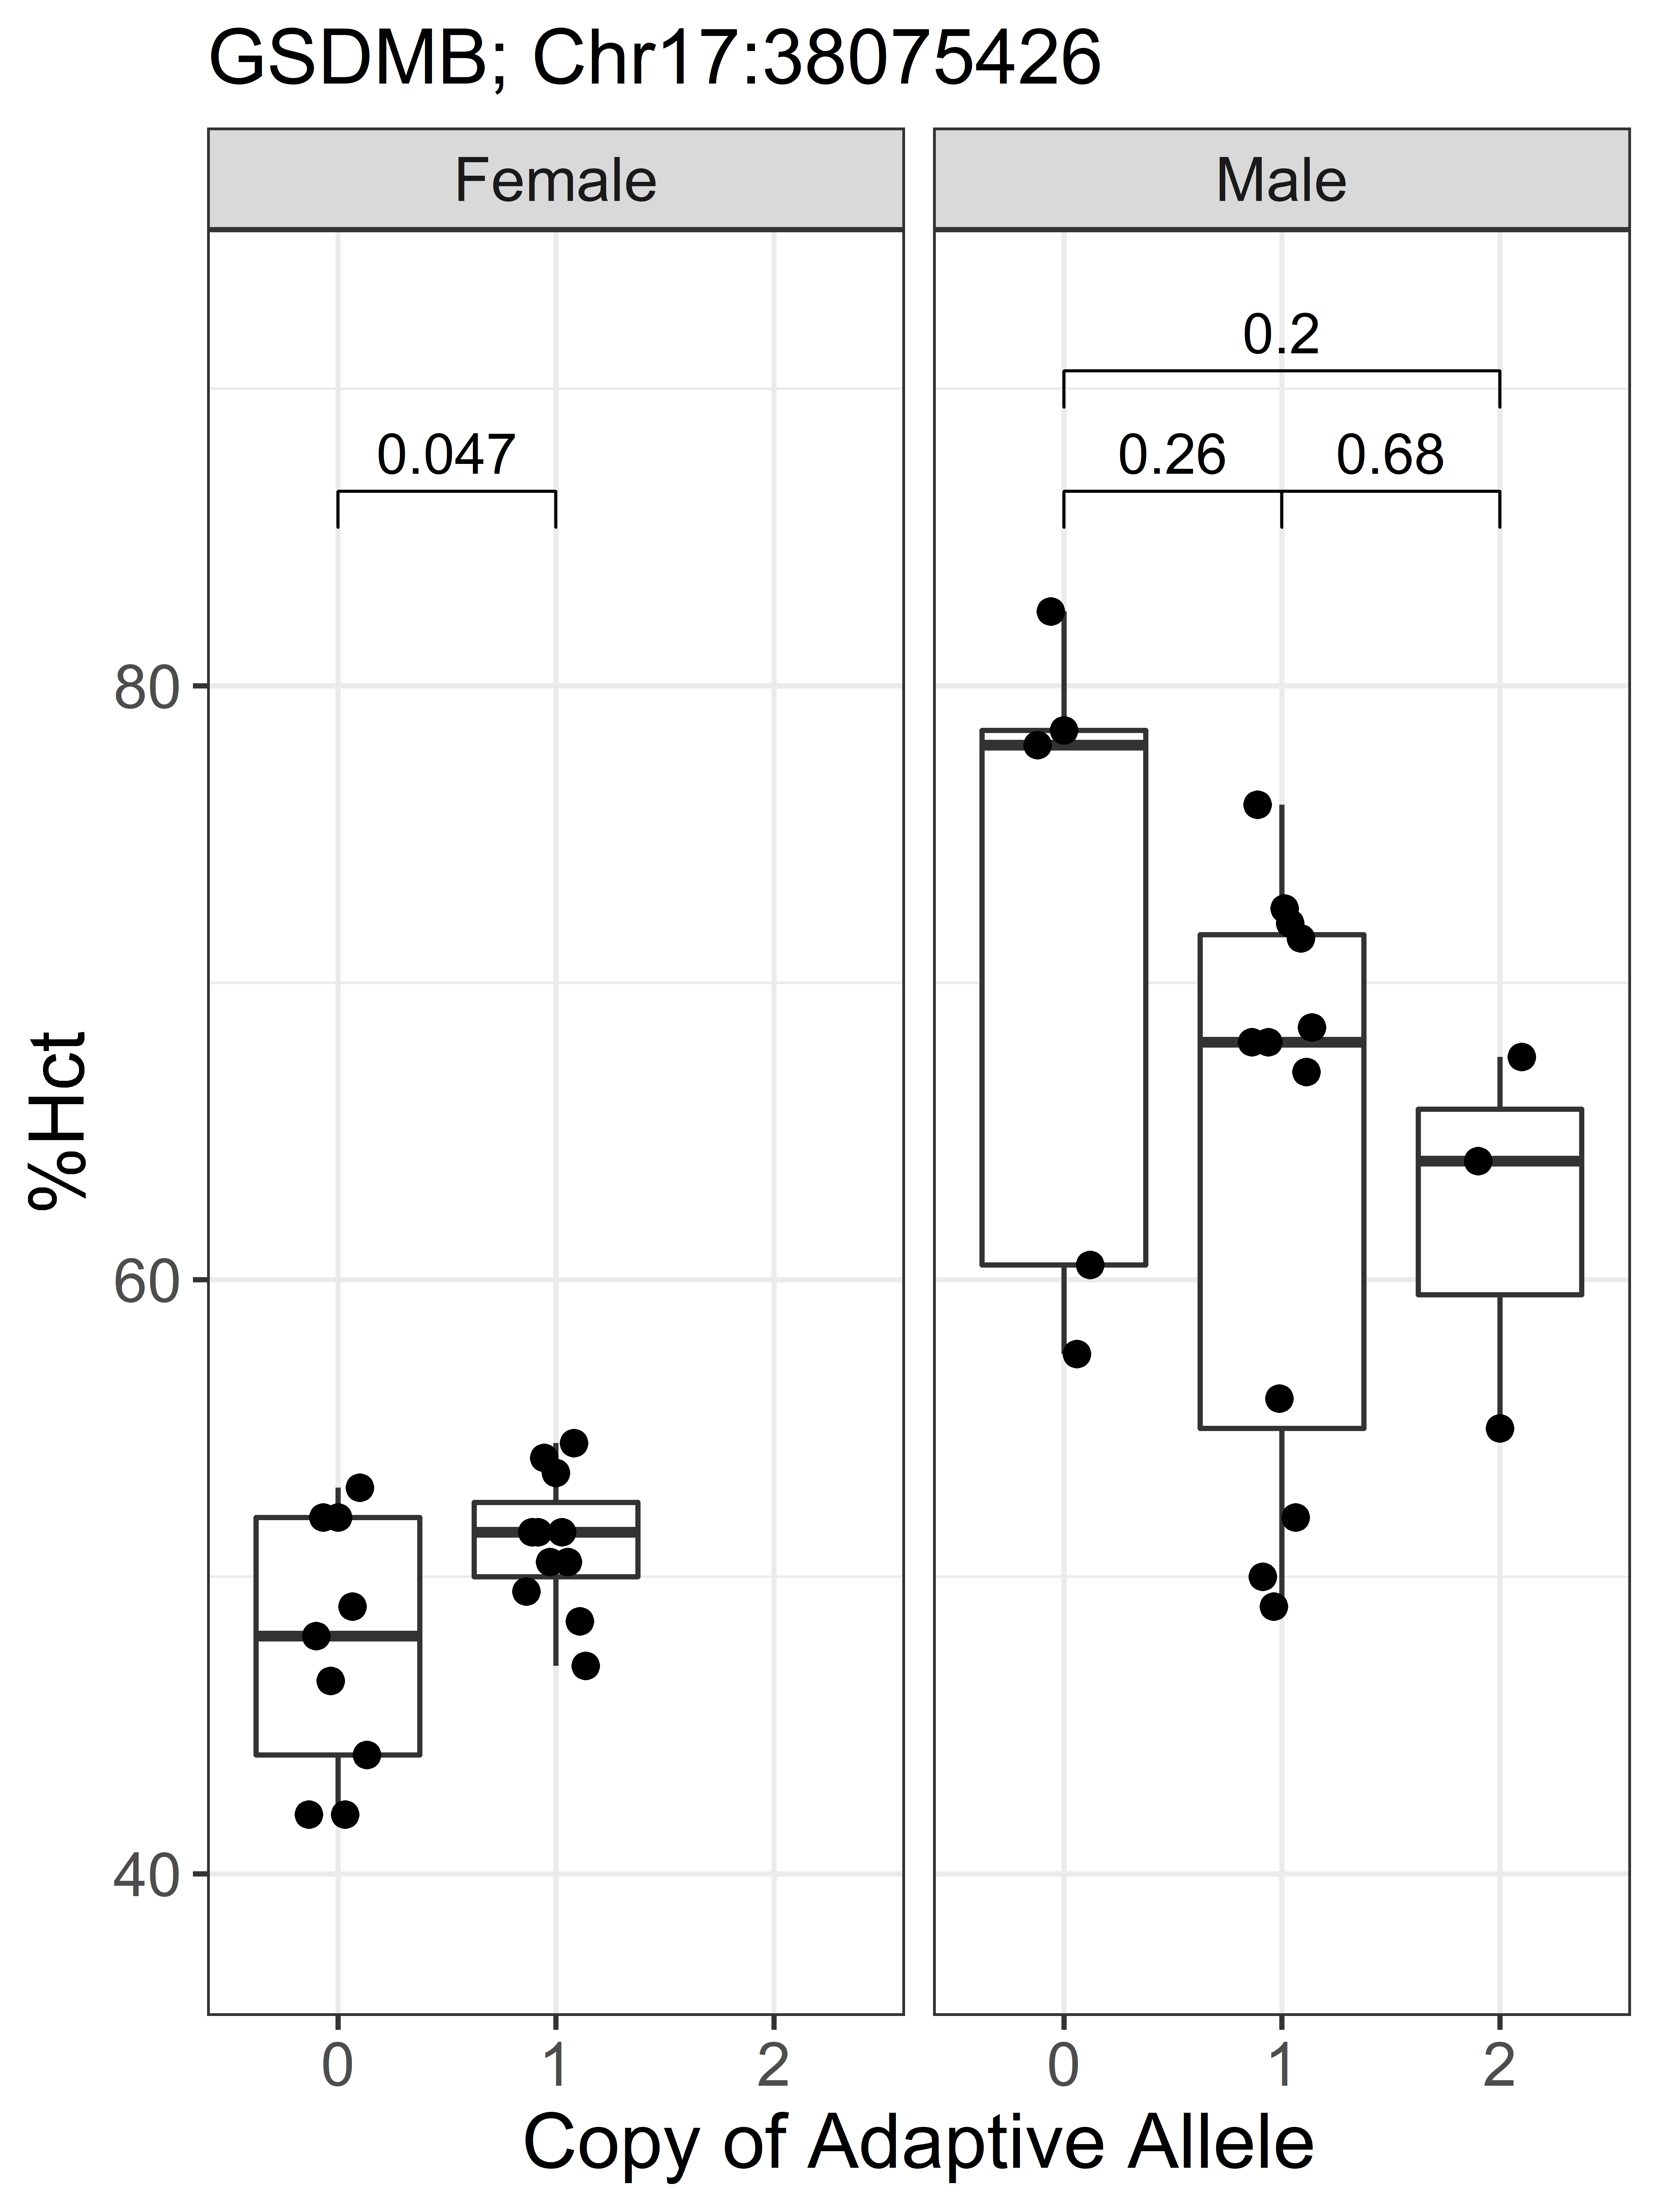 GSDMB; Chr17:38075426
Female
Male
0.2
0.047
0.26
0.68
80
60
40
%Hct
0 1 2
0 1 2
Copy of Adaptive Allele